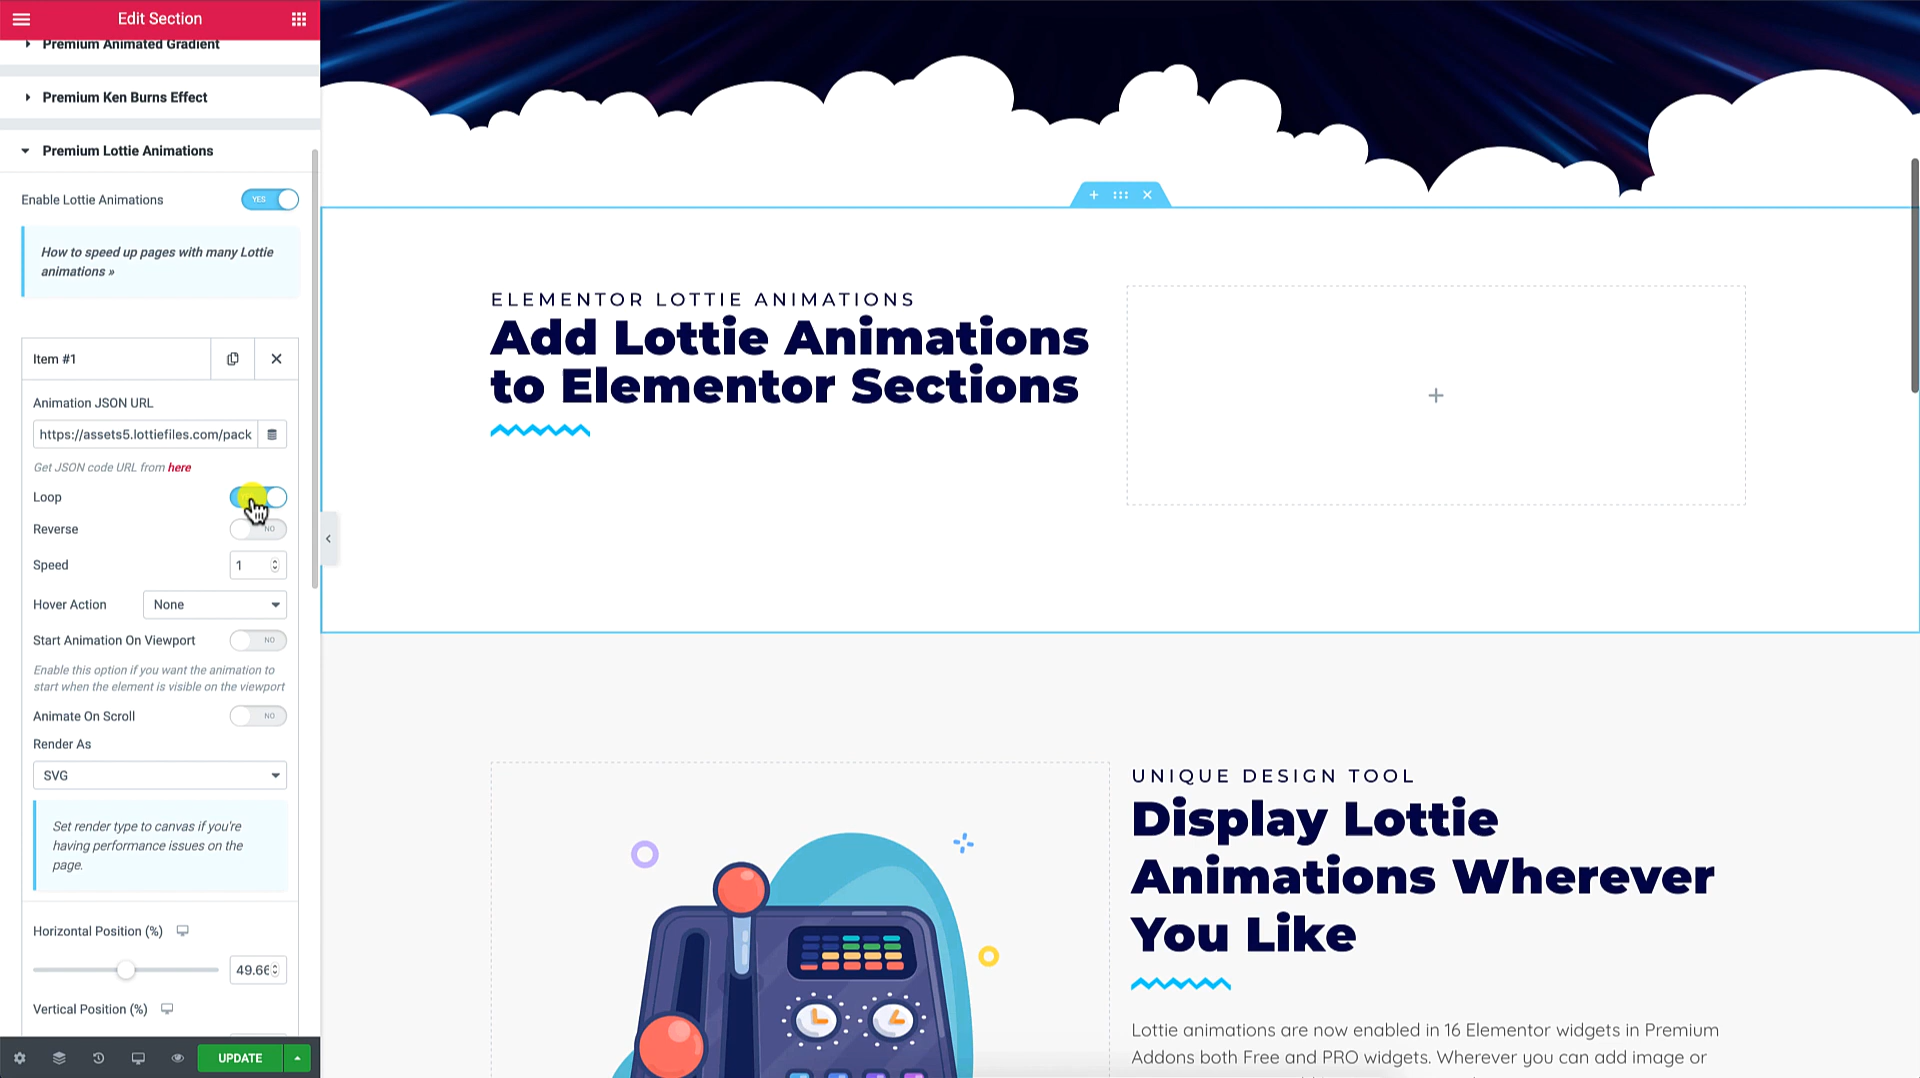 Edit Section
Premium Animated Gradient
Premium Ken Burns Effect
Premium Lottie Animations
Enable Lottie Animations
YES
How to speed up pages with many Lottie
animations »
Item #1
Animation JSON URL
https://assets5.lottiefiles.com/pack
Get JSON code URL from here
Loop
Reverse
NO
Speed
1
Hover Action
None
Start Animation On Viewport
NO
Enable this option if you want the animation to
start when the element is visible on the viewport
Animate On Scroll
NO
Render As
SVG
Set render type to canvas if you're
having performance issues on the
page.
Horizontal Position (%)
49.66
Vertical Position (%)
UPDATE
ELEMENTOR LOTTIE ANIMATIONS
Add Lottie Animations
to Elementor Sections
UNIQUE DESIGN TOOL
Display Lottie
Animations Wherever
You Like
Lottie animations are now enabled in 16 Elementor widgets in Premium
Addons both Free and PRO widgets. Wherever you can add image or